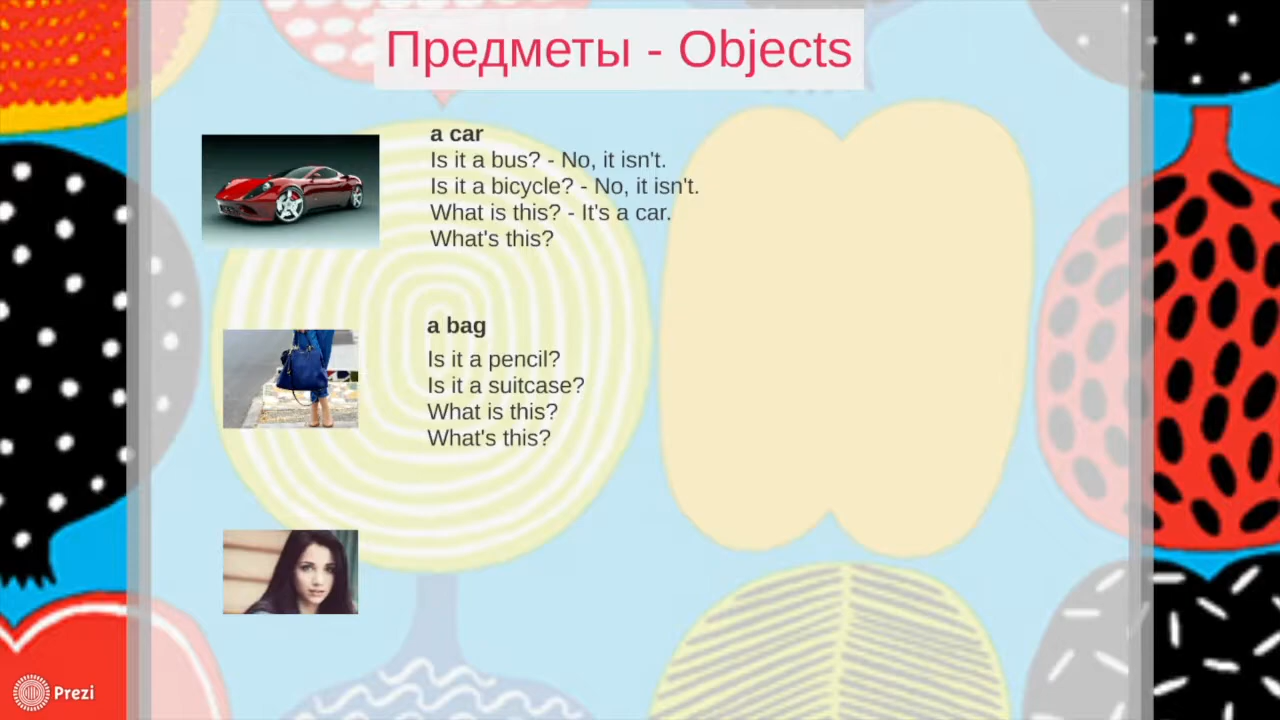 Предметы - Objects
a car
Is it a bus? - No, it isn't.
Is it a bicycle? - No, it isn't.
What is this? - It's a car.
What's this?
a bag
Is it a pencil?
Is it a suitcase?
What is this?
What's this?
Prezi